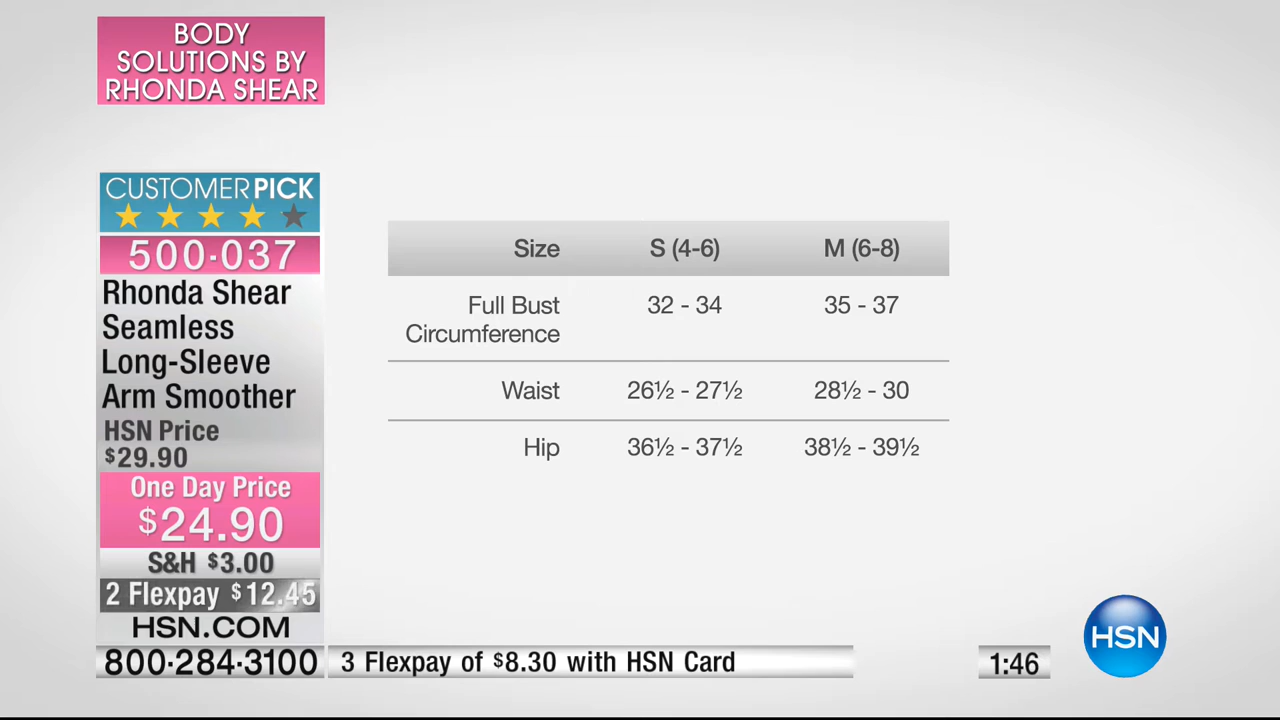 BODY
SOLUTIONS BY
RHONDA SHEAR
CUSTOMER PICK
500·037
Rhonda Shear
Seamless
Long-Sleeve
Arm Smoother
HSN Price
$29.90
One Day Price
$24.90
S&H $3.00
2 Flexpay $12.45
HSN.COM
800·284·3100
Size S (4-6) M (6-8)
Full Bust
Circumference 32 - 34 35 - 37
Waist 26½ - 27½ 28½ - 30
Hip 36½ - 37½ 38½ - 39½
3 Flexpay of $8.30 with HSN Card
1:46
HSN